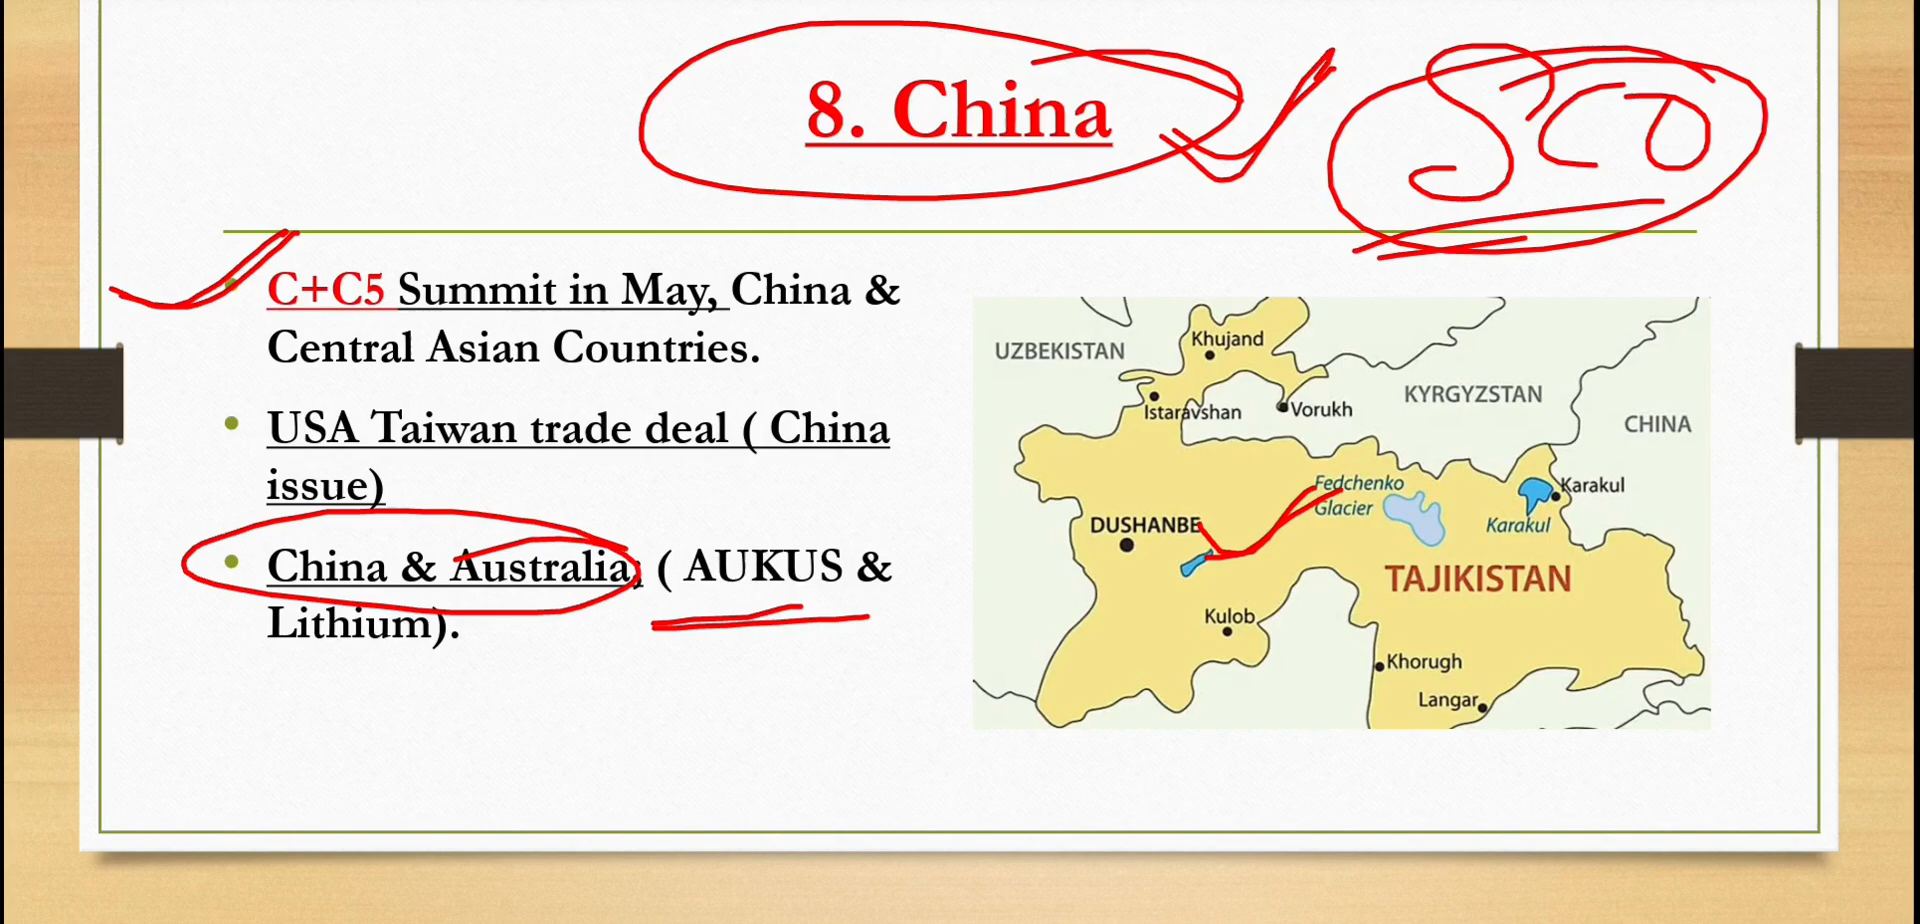 8. China
SCO
C+C5 Summit in May, China &
Central Asian Countries.
USA Taiwan trade deal ( China
issue)
China & Australia, ( AUKUS &
Lithium).
UZBEKISTAN
Khujand
KYRGYZSTAN
Istaravshan
Vorukh
CHINA
Fedchenko
Glacier
Karakul
Karakul
DUSHANBE
TAJIKISTAN
Kulob
Khorugh
Langar